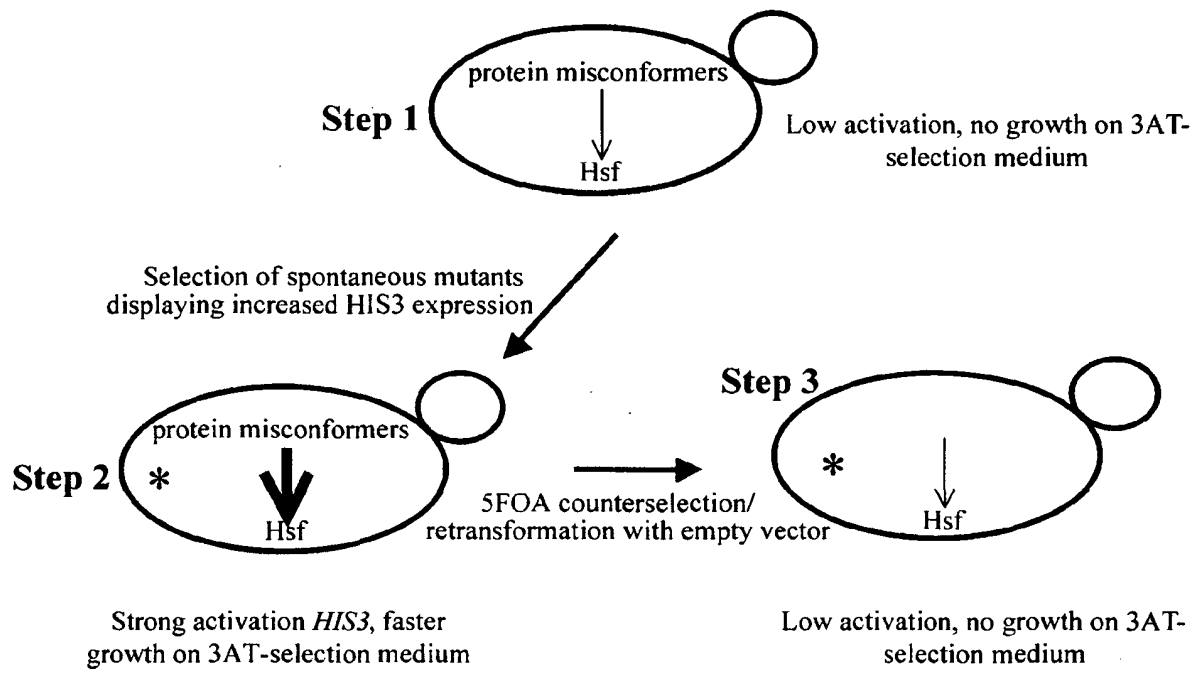 protein misconformers
Step 1
Hsf
Low activation, no growth on 3AT-
selection medium
Selection of spontaneous mutants
displaying increased HIS3 expression
Step 2
protein misconformers
*
Hsf
5FOA counterselection/
retransformation with empty vector
Step 3
*
Hsf
Strong activation HIS3, faster
growth on 3AT-selection medium
Low activation, no growth on 3AT-
selection medium